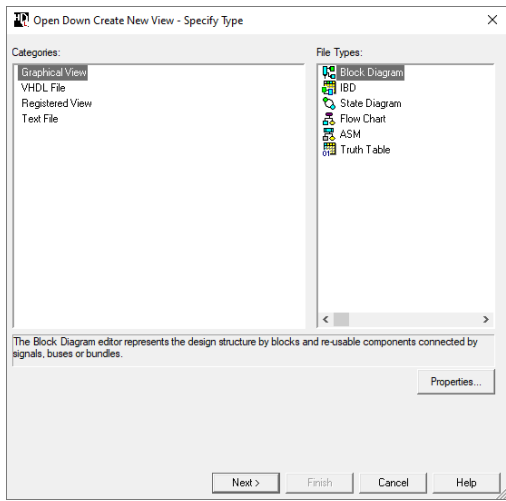 Open Down Create New View - Specify Type
Categories:
File Types:
Graphical View
VHDL File
Registered View
Text File
Block Diagram
IBD
State Diagram
Flow Chart
ASM
Truth Table
The Block Diagram editor represents the design structure by blocks and re-usable components connected by
signals, buses or bundles.
Properties...
Next >
Finish
Cancel
Help